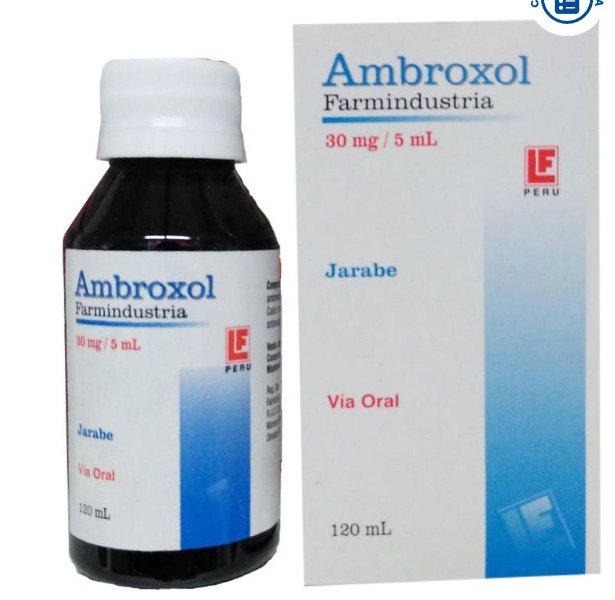 Ambroxol
Farmindustria
30 mg / 5 mL
LF
PERU
Jarabe
Vía Oral
120 mL
Ambroxol
Farmindustria
30 mg / 5 mL
LF
PERU
Jarabe
Vía Oral
120 mL
LF